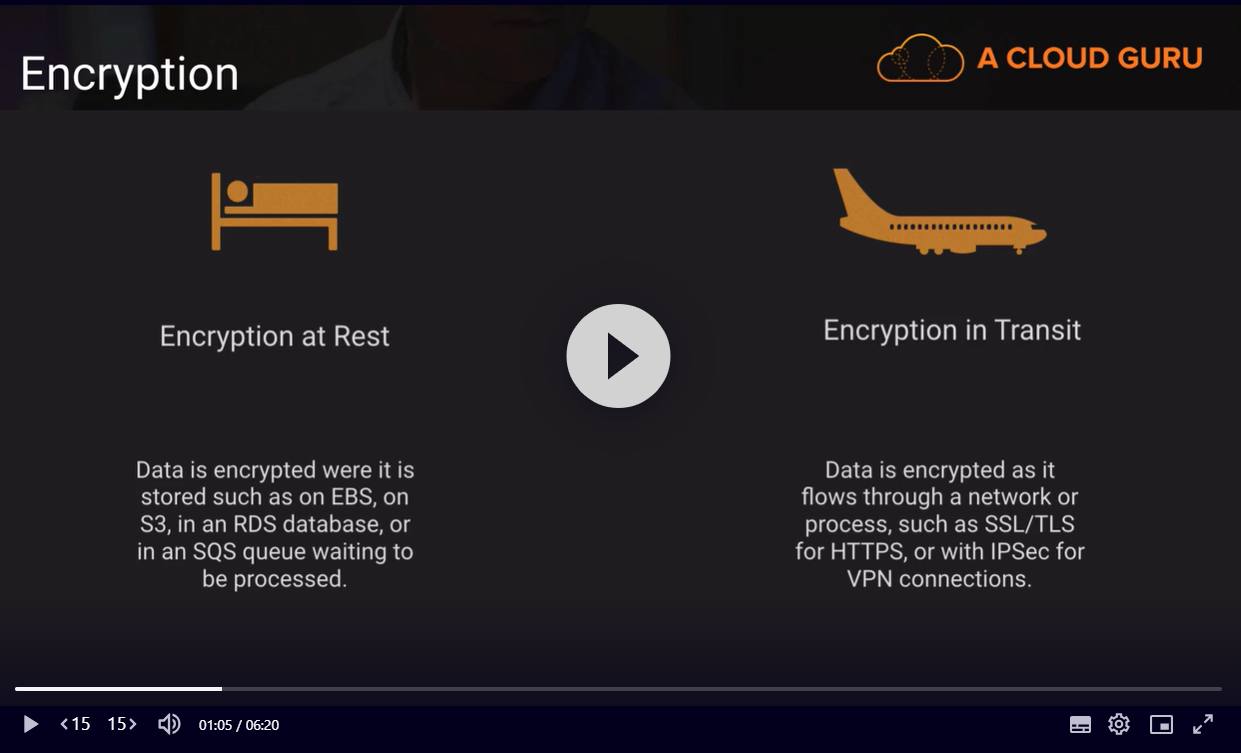 Encryption
A CLOUD GURU
Encryption at Rest
Data is encrypted were it is
stored such as on EBS, on
S3, in an RDS database, or
in an SQS queue waiting to
be processed.
Encryption in Transit
Data is encrypted as it
flows through a network or
process, such as SSL/TLS
for HTTPS, or with IPSec for
VPN connections.
<15 15> 01:05 / 06:20